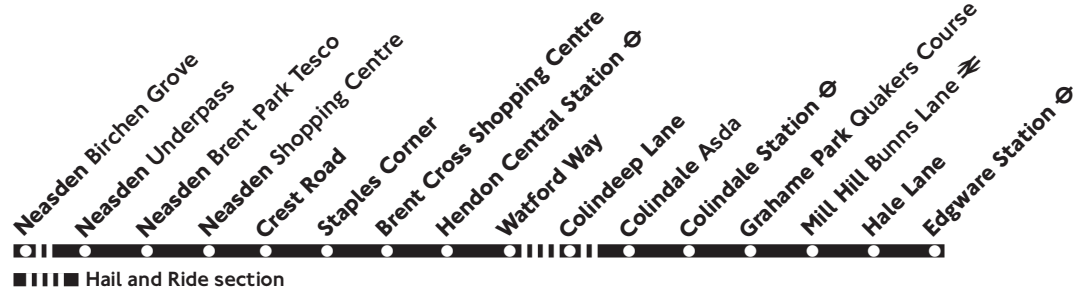 Neasden Birchen Grove
Neasden Underpass
Neasden Brent Park Tesco
Neasden Shopping Centre
Crest Road
Staples Corner
Brent Cross Shopping Centre
Hendon Central Station
Watford Way
Colindeep Lane
Colindale Asda
Colindale Station
Grahame Park Quakers Course
Mill Hill Bunns Lane
Hale Lane
Edgware Station
Hail and Ride section